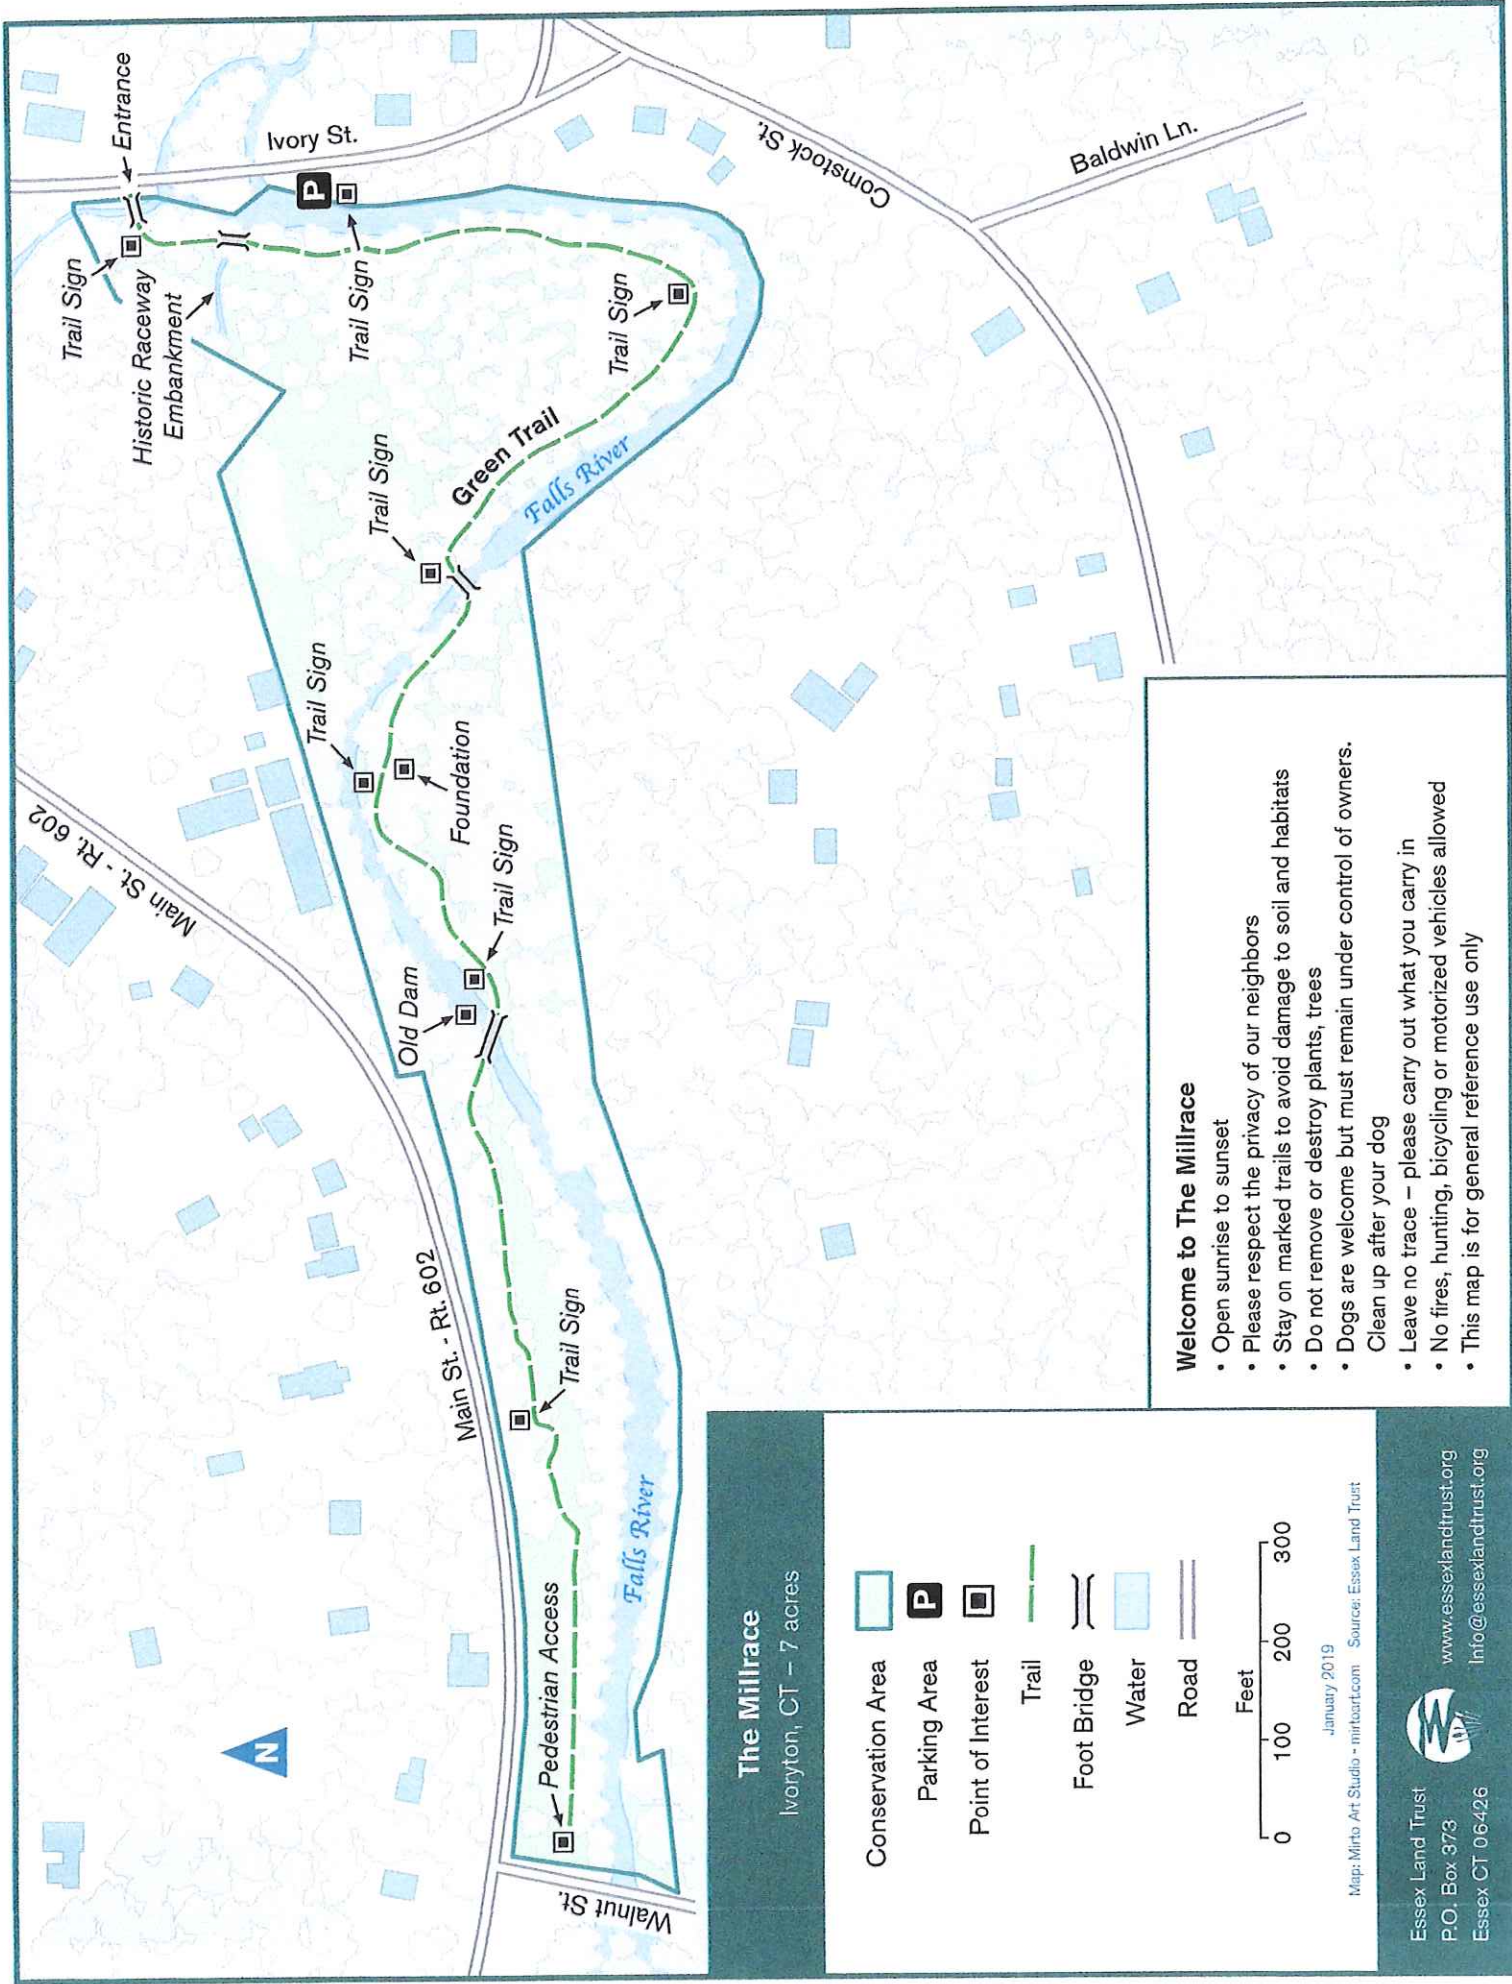 Main St. - Rt. 602
Main St. - Rt. 602
Walnut St.
Ivory St.
Comstock St.
Baldwin Ln.
N
Pedestrian Access
Trail Sign
Old Dam
Trail Sign
Foundation
Trail Sign
Trail Sign
Green Trail
Falls River
Falls River
Trail Sign
Trail Sign
P
Historic Raceway
Embankment
Trail Sign
Entrance
The Millrace
Ivoryton, CT – 7 acres
Conservation Area
Parking Area
P
Point of Interest
Trail
Foot Bridge
Water
Road
Feet
0 100 200 300
January 2019
Map: Mirto Art Studio - mirtoart.com Source: Essex Land Trust
Essex Land Trust
P.O. Box 373
Essex CT 06426
www.essexlandtrust.org
Info@essexlandtrust.org
Welcome to The Millrace
• Open sunrise to sunset
• Please respect the privacy of our neighbors
• Stay on marked trails to avoid damage to soil and habitats
• Do not remove or destroy plants, trees
• Dogs are welcome but must remain under control of owners.
Clean up after your dog
• Leave no trace – please carry out what you carry in
• No fires, hunting, bicycling or motorized vehicles allowed
• This map is for general reference use only